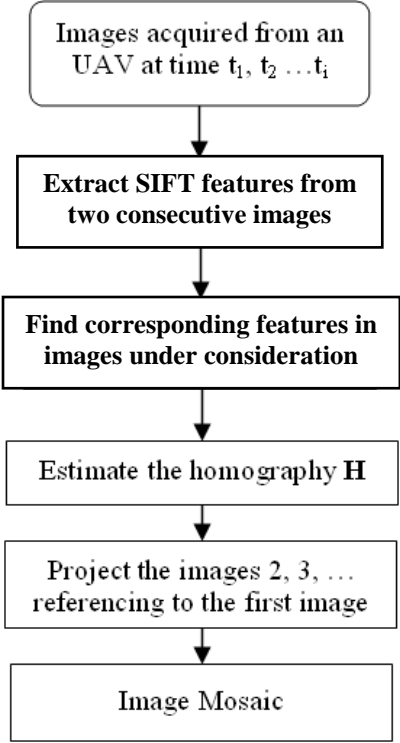 Images acquired from an
UAV at time t₁, t₂ …tᵢ
Extract SIFT features from
two consecutive images
Find corresponding features in
images under consideration
Estimate the homography H
Project the images 2, 3, …
referencing to the first image
Image Mosaic